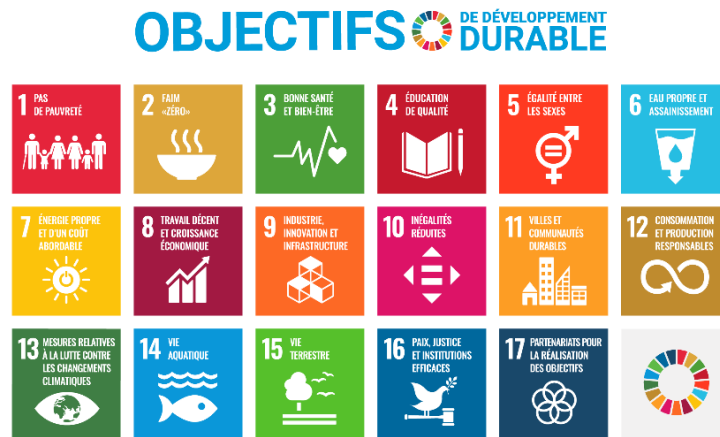 OBJECTIFS
DE DÉVELOPPEMENT
DURABLE
1 PAS
DE PAUVRETÉ
2 FAIM
«ZÉRO»
3 BONNE SANTÉ
ET BIEN-ÊTRE
4 ÉDUCATION
DE QUALITÉ
5 ÉGALITÉ ENTRE
LES SEXES
6 EAU PROPRE ET
ASSAINISSEMENT
7 ÉNERGIE PROPRE
ET D'UN COÛT
ABORDABLE
8 TRAVAIL DÉCENT
ET CROISSANCE
ÉCONOMIQUE
9 INDUSTRIE,
INNOVATION ET
INFRASTRUCTURE
10 INÉGALITÉS
RÉDUITES
11 VILLES ET
COMMUNAUTÉS
DURABLES
12 CONSOMMATION
ET PRODUCTION
RESPONSABLES
13 MESURES RELATIVES
À LA LUTTE CONTRE
LES CHANGEMENTS
CLIMATIQUES
14 VIE
AQUATIQUE
15 VIE
TERRESTRE
16 PAIX, JUSTICE
ET INSTITUTIONS
EFFICACES
17 PARTENARIATS POUR
LA RÉALISATION
DES OBJECTIFS